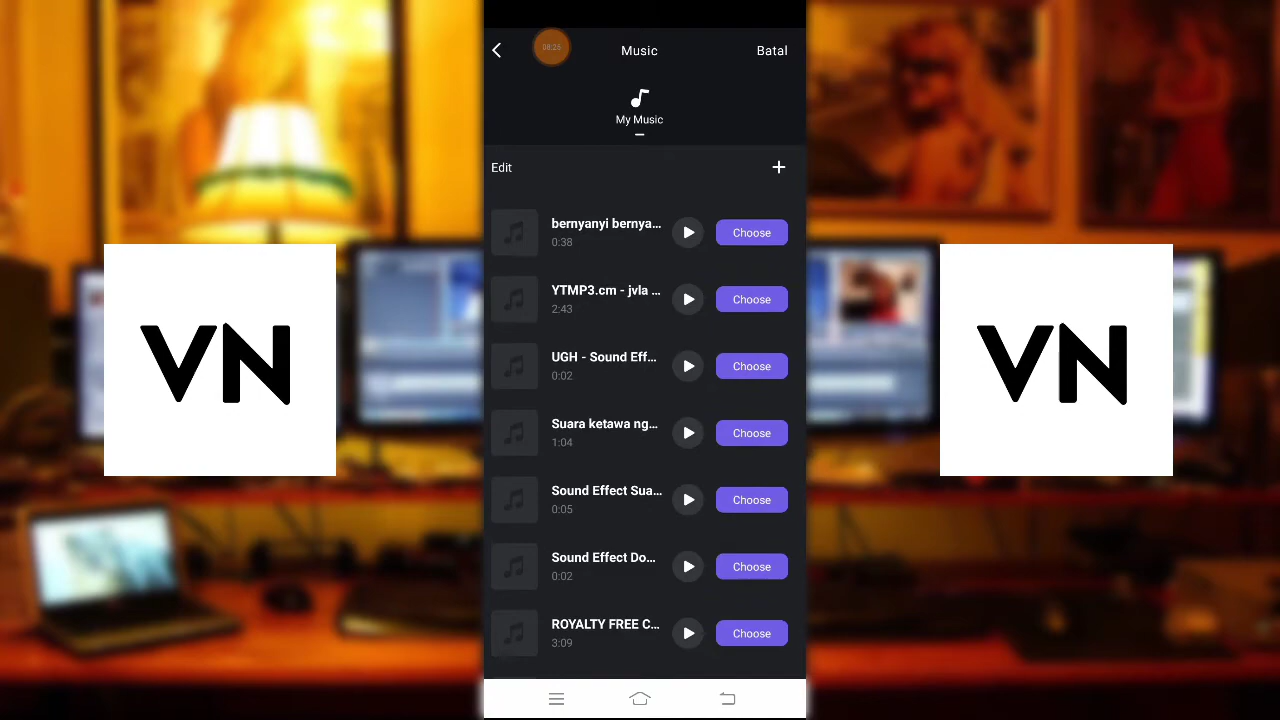 08:26
Music
Batal
My Music
Edit
bernyanyi bernya...
0:38
Choose
YTMP3.cm - jvla ...
2:43
Choose
UGH - Sound Eff...
0:02
Choose
Suara ketawa ng...
1:04
Choose
Sound Effect Sua...
0:05
Choose
Sound Effect Do...
0:02
Choose
ROYALTY FREE C...
3:09
Choose
VN
VN